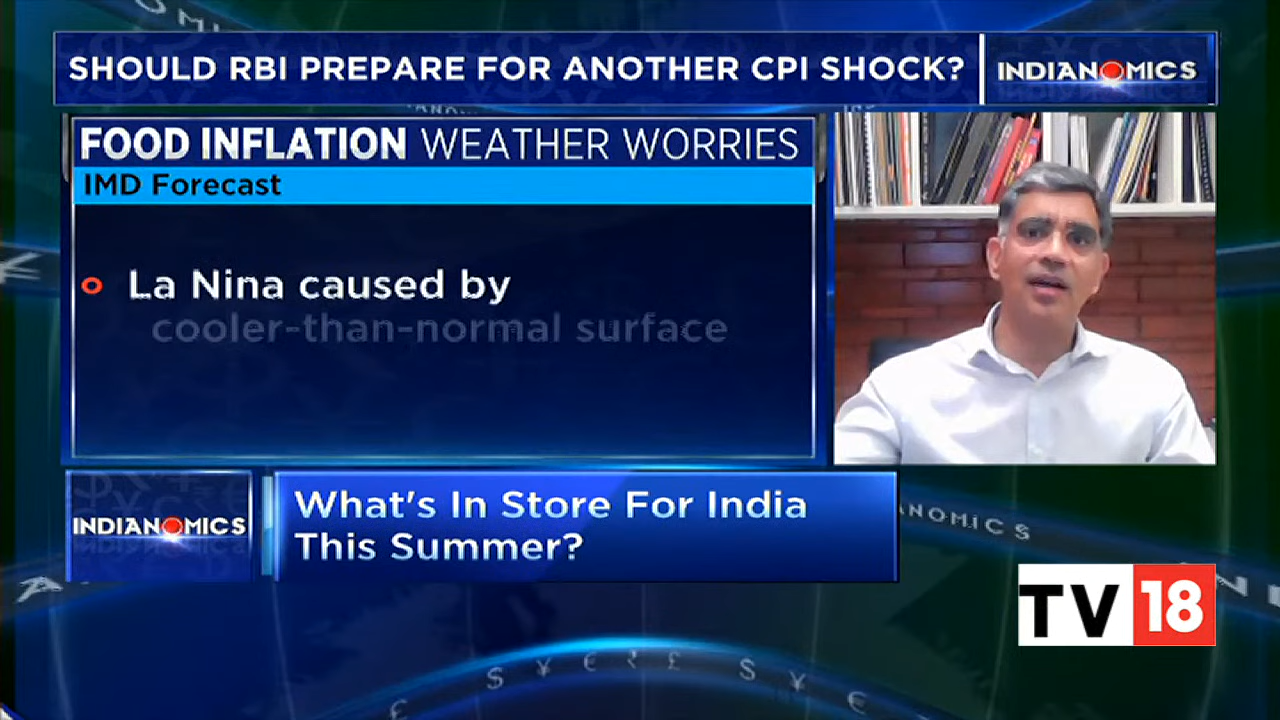 SHOULD RBI PREPARE FOR ANOTHER CPI SHOCK?
INDIANOMICS
FOOD INFLATION WEATHER WORRIES
IMD Forecast
La Nina caused by
cooler-than-normal surface
INDIANOMICS
What's In Store For India
This Summer?
ANOMICS
TV18